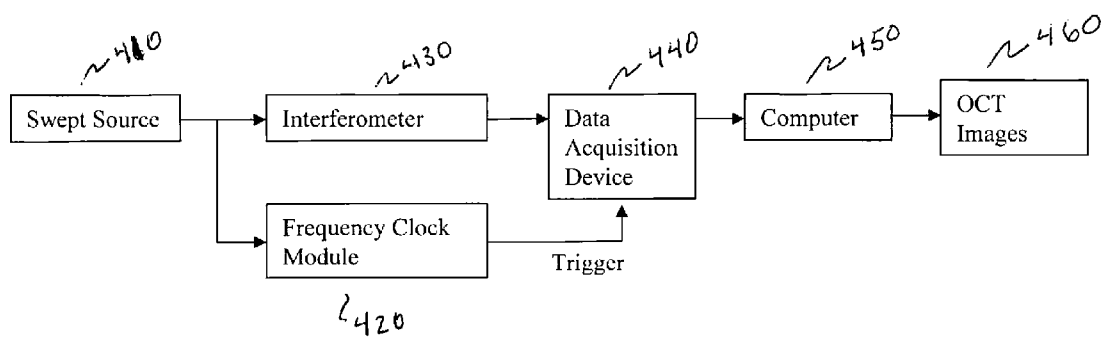 410
430
440
450
460
Swept Source
Interferometer
Data
Acquisition
Device
Computer
OCT
Images
Frequency Clock
Module
Trigger
420